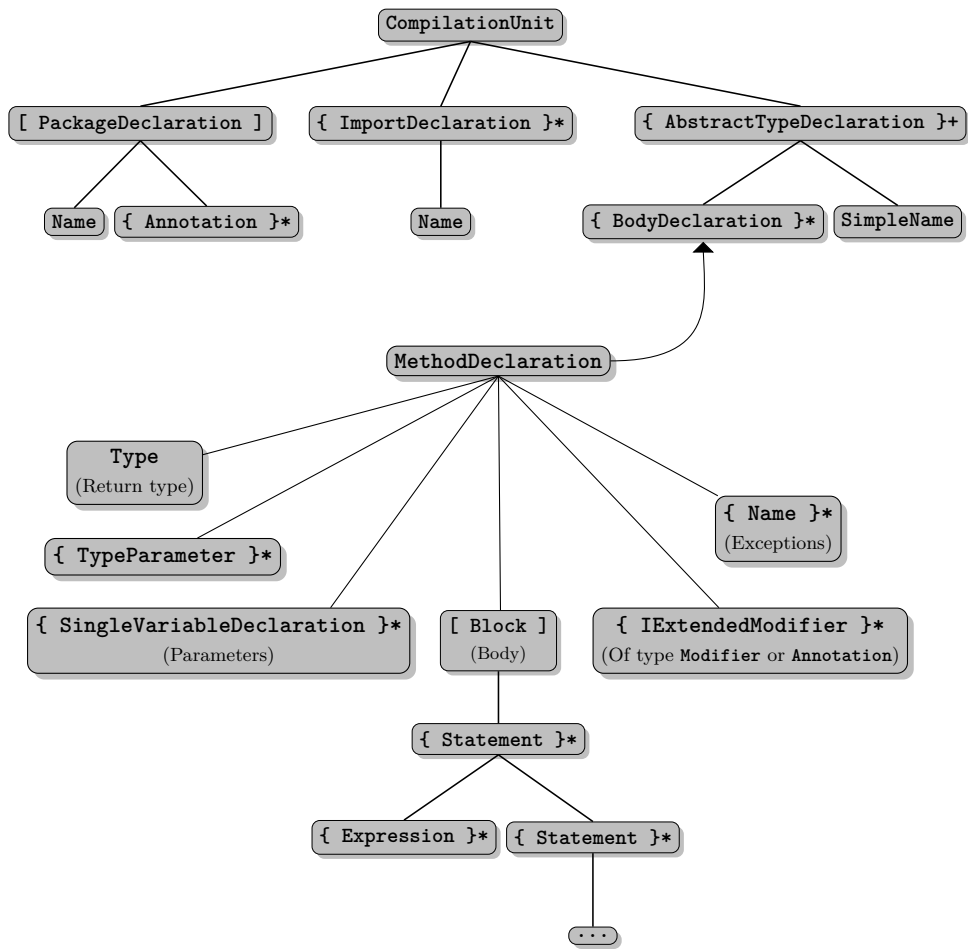 CompilationUnit
[ PackageDeclaration ]
{ ImportDeclaration }*
{ AbstractTypeDeclaration }+
Name
{ Annotation }*
Name
{ BodyDeclaration }*
SimpleName
MethodDeclaration
Type
(Return type)
{ Name }*
(Exceptions)
{ TypeParameter }*
{ SingleVariableDeclaration }*
(Parameters)
[ Block ]
(Body)
{ IExtendedModifier }*
(Of type Modifier or Annotation)
{ Statement }*
{ Expression }*
{ Statement }*
...